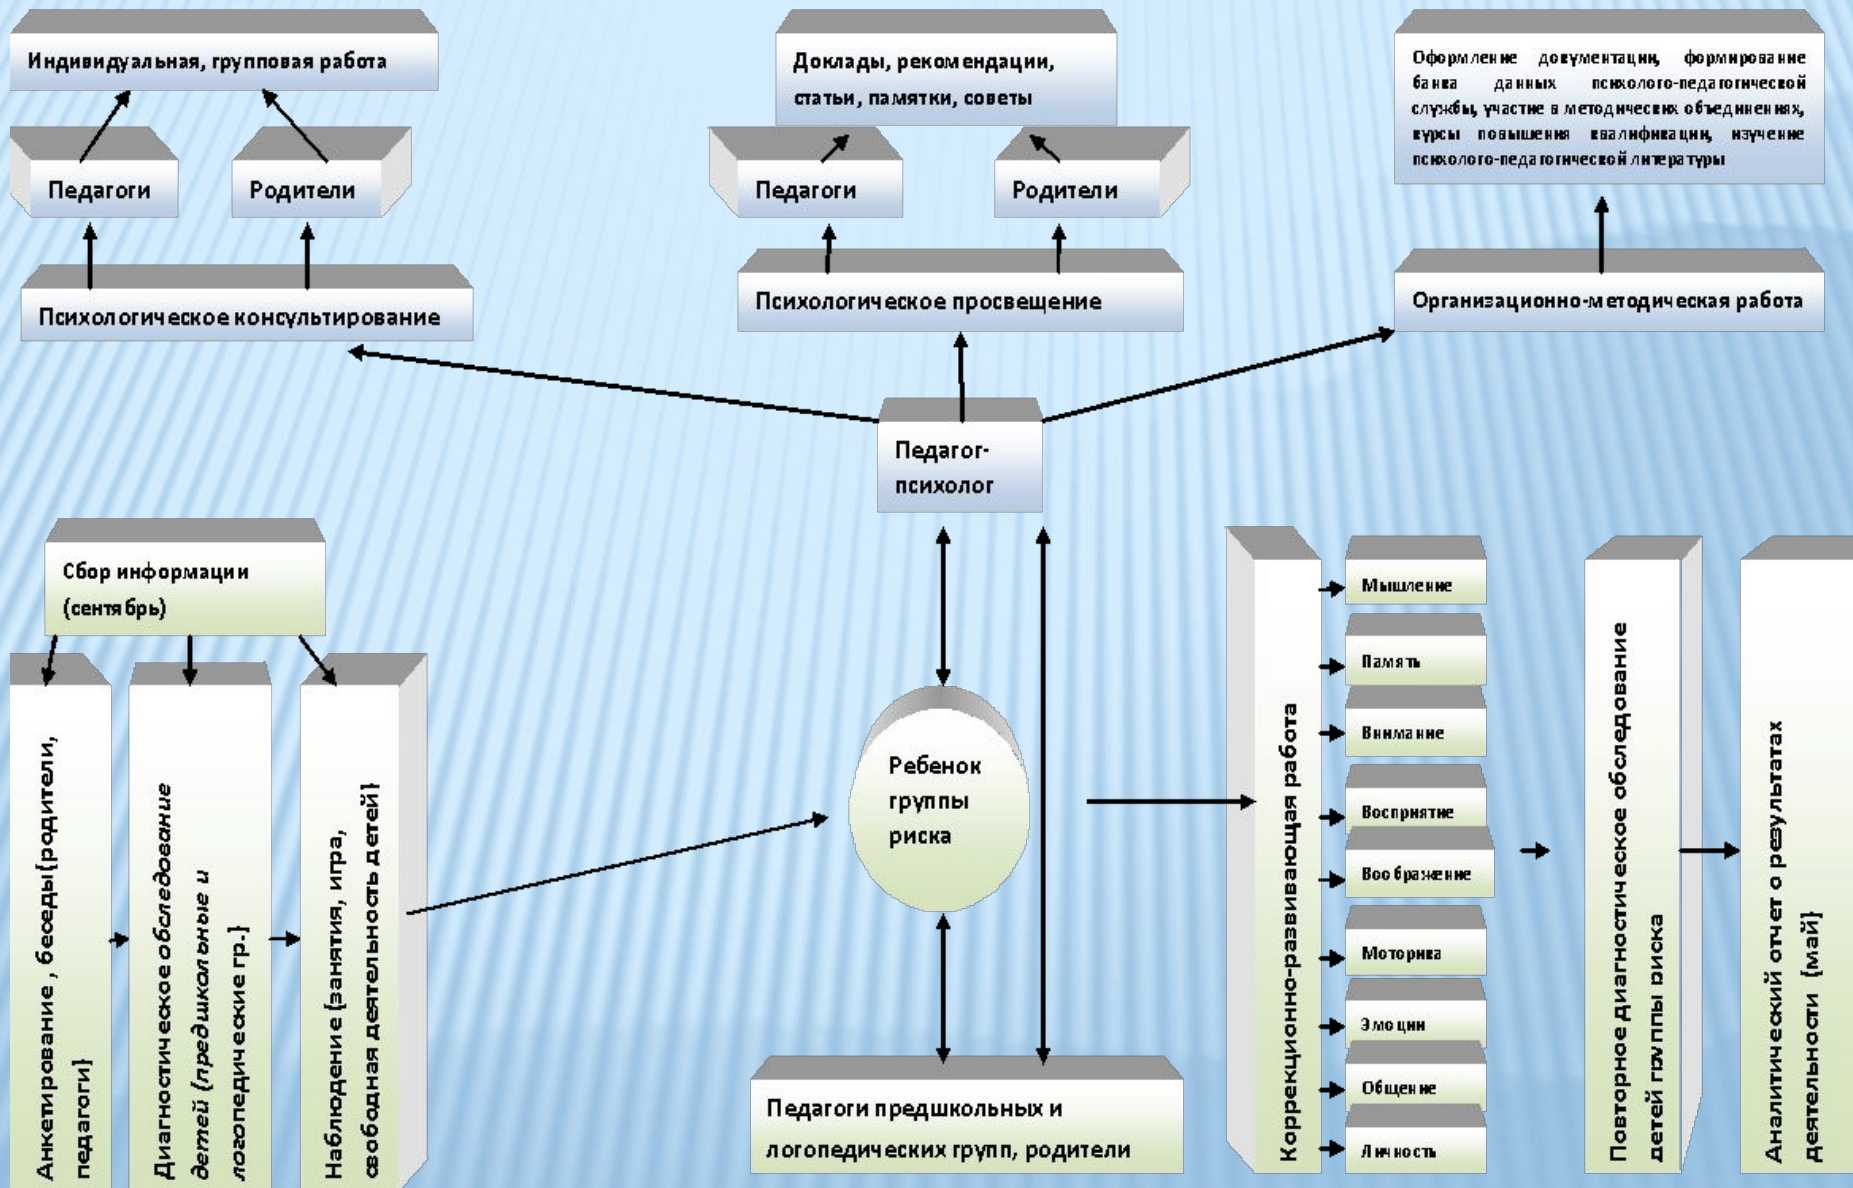 Индивидуальная, групповая работа
Педагоги
Родители
Психологическое консультирование
Доклады, рекомендации,
статьи, памятки, советы
Педагоги
Родители
Психологическое просвещение
Оформление документации, формирование
банка данных психолого-педагогической
службы, участие в методических объединениях,
курсы повышения квалификации, изучение
психолого-педагогической литературы
Организационно-методическая работа
Педагог-
психолог
Сбор информации
(сентябрь)
Анкетирование , беседы(родители,
педагоги)
Диагностическое обследование
детей (предшкольные и
логопедические гр.)
Наблюдение (занятия, игра,
свободная деятельность детей)
Ребенок
группы
риска
Педагоги предшкольных и
логопедических групп, родители
Коррекционно-развивающая работа
Мышление
Память
Внимание
Восприятие
Воображение
Моторика
Эмоции
Общение
Личность
Повторное диагностическое обследование
детей группы риска
Аналитический отчет о результатах
деятельности (май)